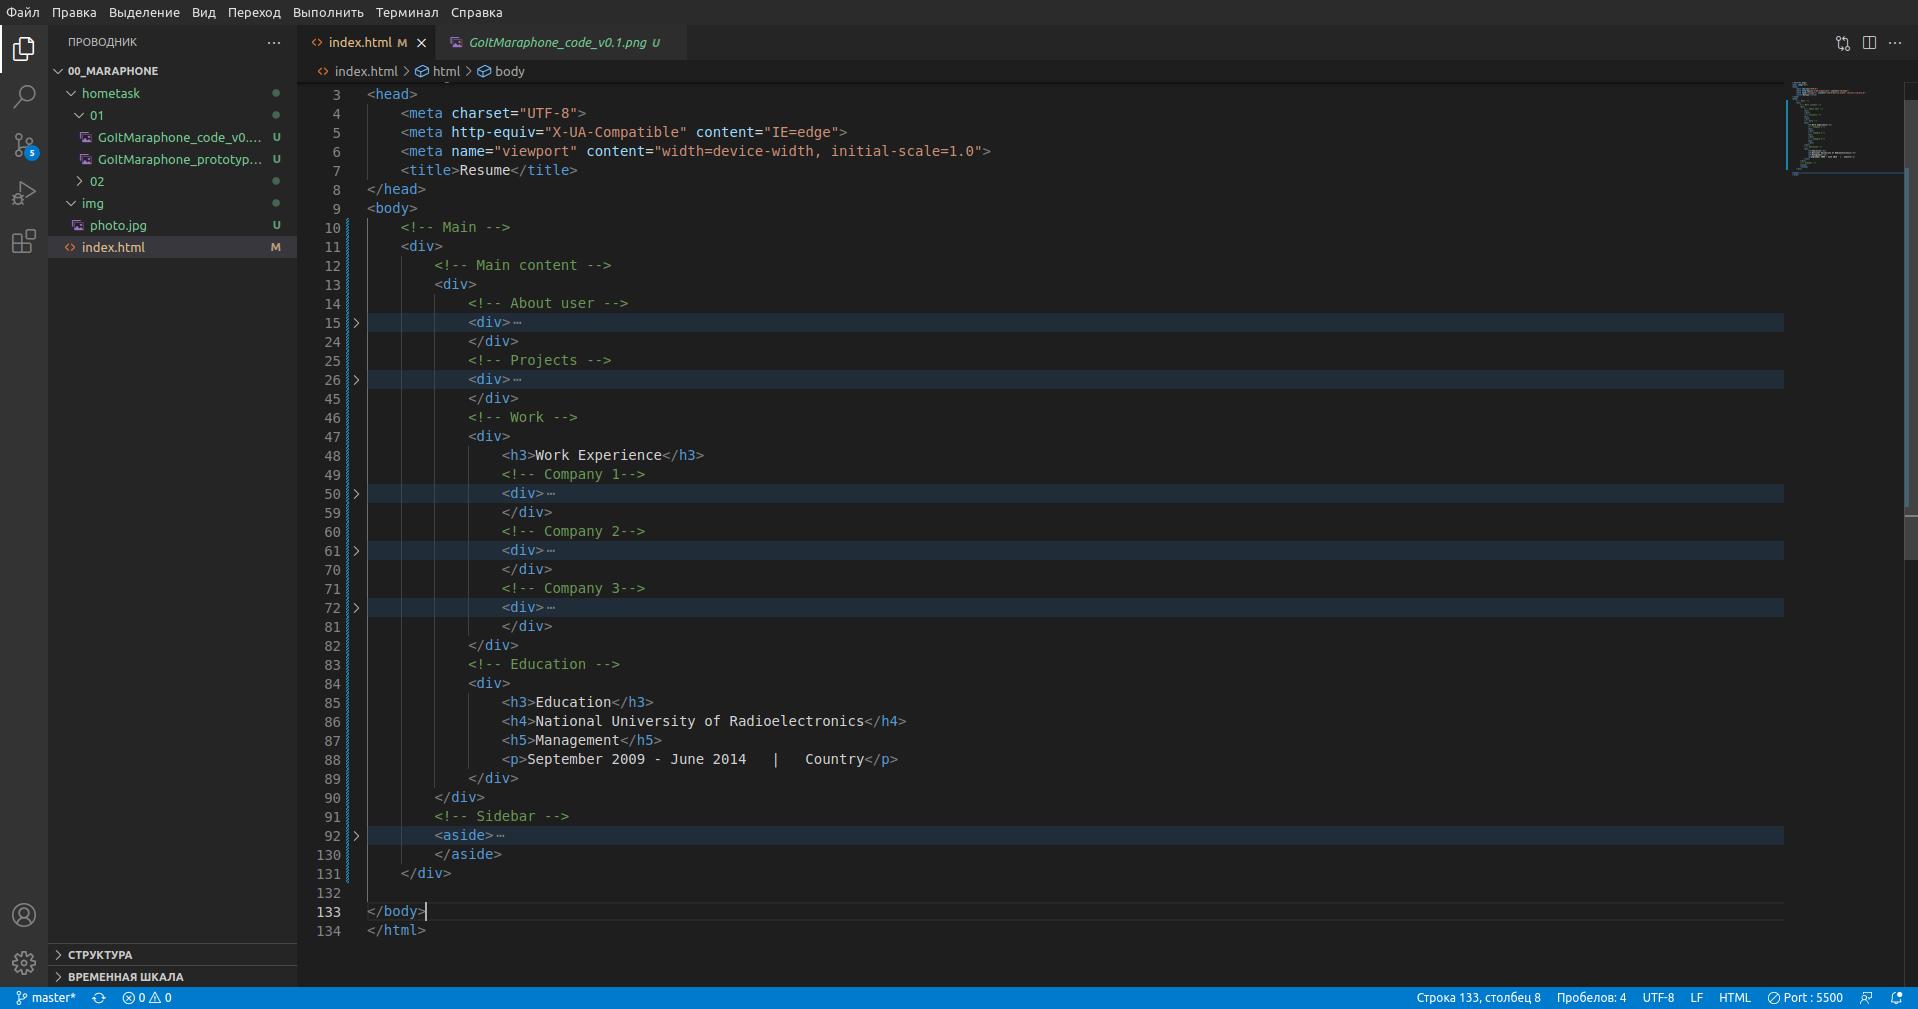 Файл Правка Выделение Вид Переход Выполнить Терминал Справка
ПРОВОДНИК
00_MARAPHONE
hometask
01
GoItMaraphone_code_v0.... U
GoItMaraphone_prototyp... U
02
img
photo.jpg U
index.html M
СТРУКТУРА
ВРЕМЕННАЯ ШКАЛА
5
index.html M GoItMaraphone_code_v0.1.png U
index.html > html > body
3 <head>
4 <meta charset="UTF-8">
5 <meta http-equiv="X-UA-Compatible" content="IE=edge">
6 <meta name="viewport" content="width=device-width, initial-scale=1.0">
7 <title>Resume</title>
8 </head>
9 <body>
10 <!-- Main -->
11 <div>
12 <!-- Main content -->
13 <div>
14 <!-- About user -->
15 <div>⋯
24 </div>
25 <!-- Projects -->
26 <div>⋯
45 </div>
46 <!-- Work -->
47 <div>
48 <h3>Work Experience</h3>
49 <!-- Company 1-->
50 <div>⋯
59 </div>
60 <!-- Company 2-->
61 <div>⋯
70 </div>
71 <!-- Company 3-->
72 <div>⋯
81 </div>
82 </div>
83 <!-- Education -->
84 <div>
85 <h3>Education</h3>
86 <h4>National University of Radioelectronics</h4>
87 <h5>Management</h5>
88 <p>September 2009 - June 2014   |   Country</p>
89 </div>
90 </div>
91 <!-- Sidebar -->
92 <aside>⋯
130 </aside>
131 </div>
132
133 </body>
134 </html>
master* 0 0 Строка 133, столбец 8 Пробелов: 4 UTF-8 LF HTML Port : 5500